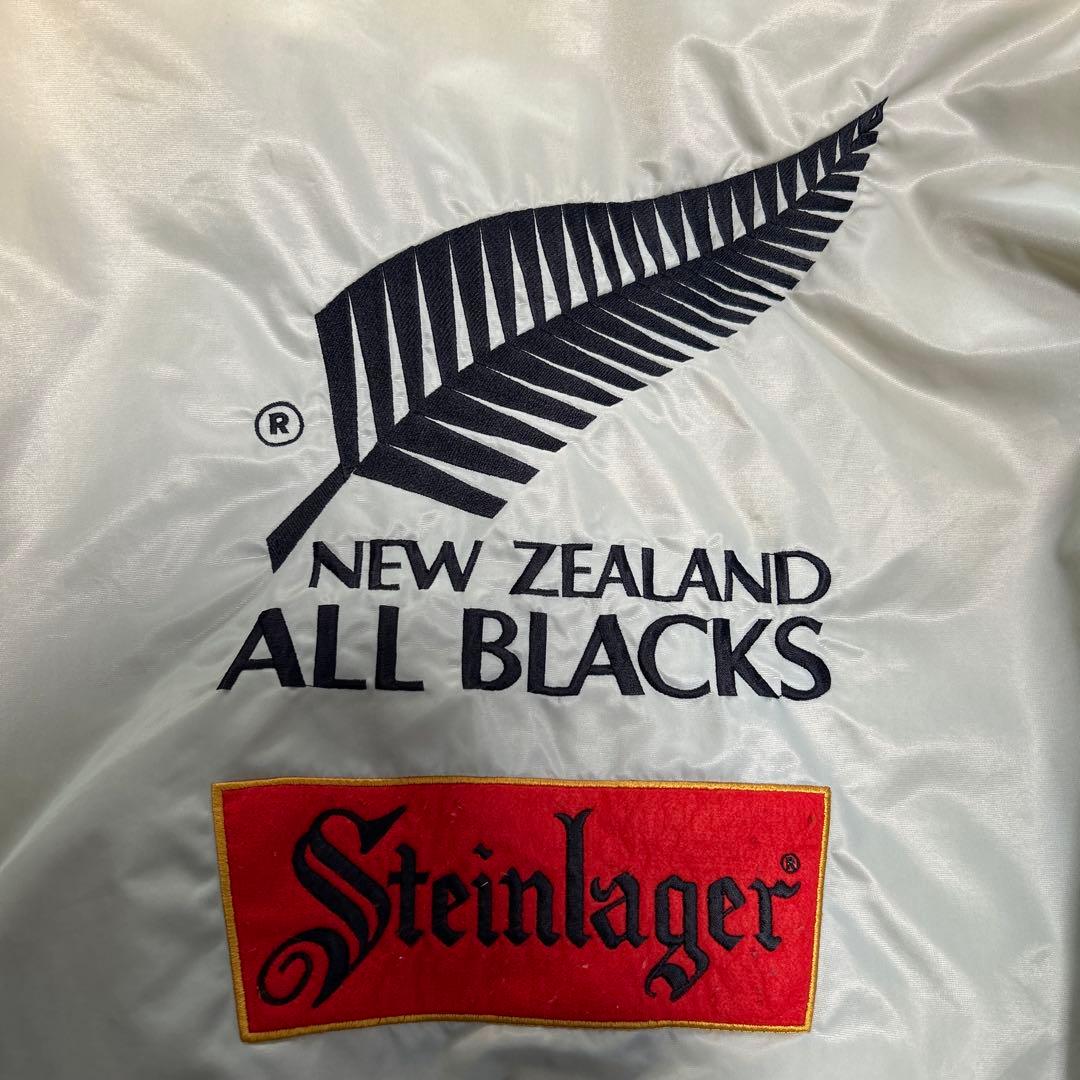 ®
NEW ZEALAND
ALL BLACKS
Steinlager®